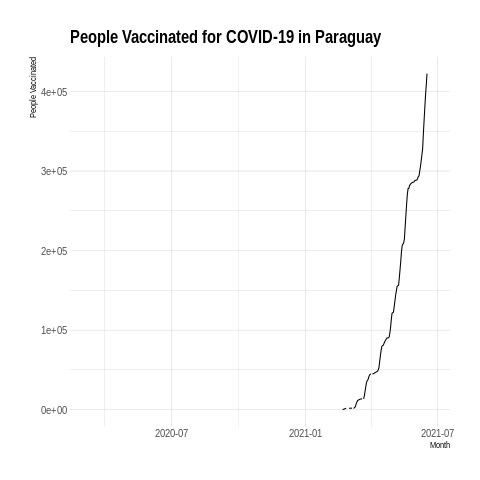 People Vaccinated for COVID-19 in Paraguay
People Vaccinated
4e+05
3e+05
2e+05
1e+05
0e+00
2020-07
2021-01
2021-07
Month